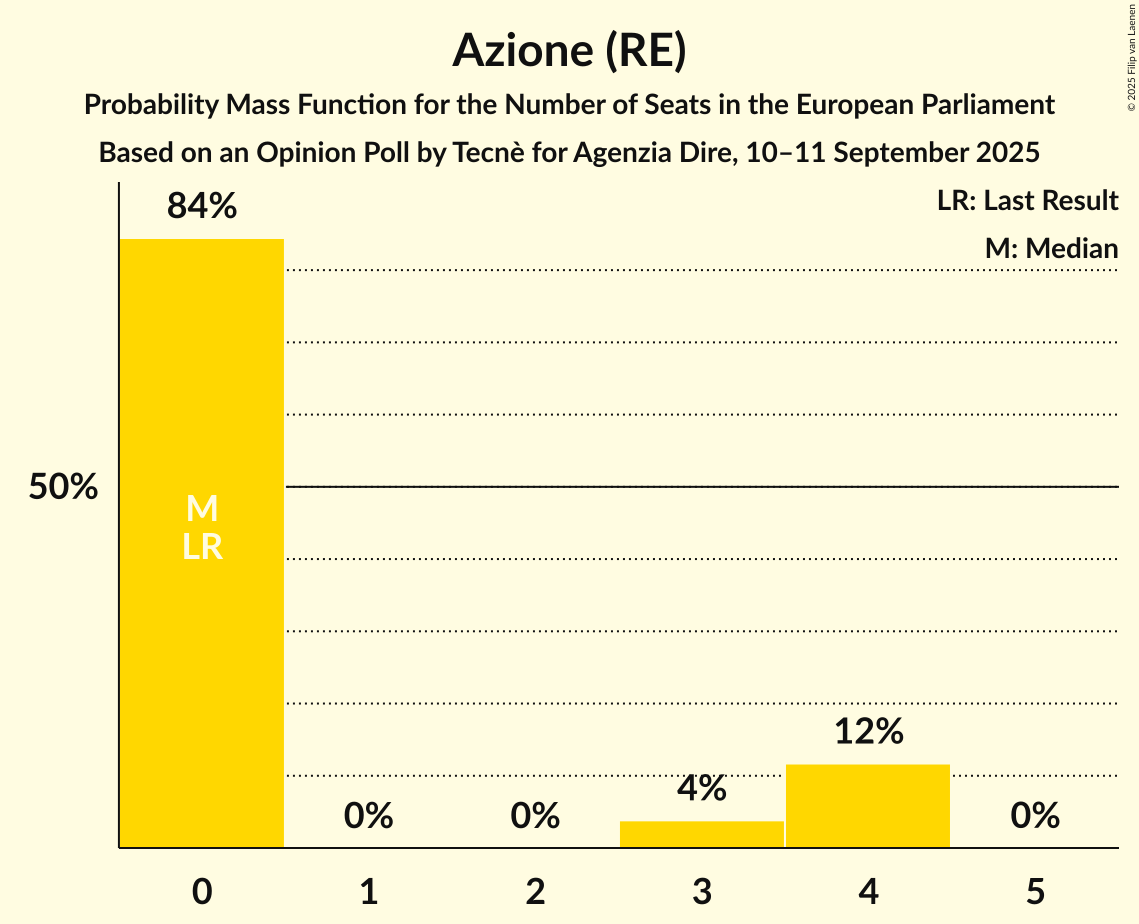 Azione (RE)
Probability Mass Function for the Number of Seats in the European Parliament
Based on an Opinion Poll by Tecnè for Agenzia Dire, 10–11 September 2025
© 2025 Filip van Laenen
LR: Last Result
M: Median
84%
50%
M
LR
0%
0%
4%
12%
0%
0
1
2
3
4
5